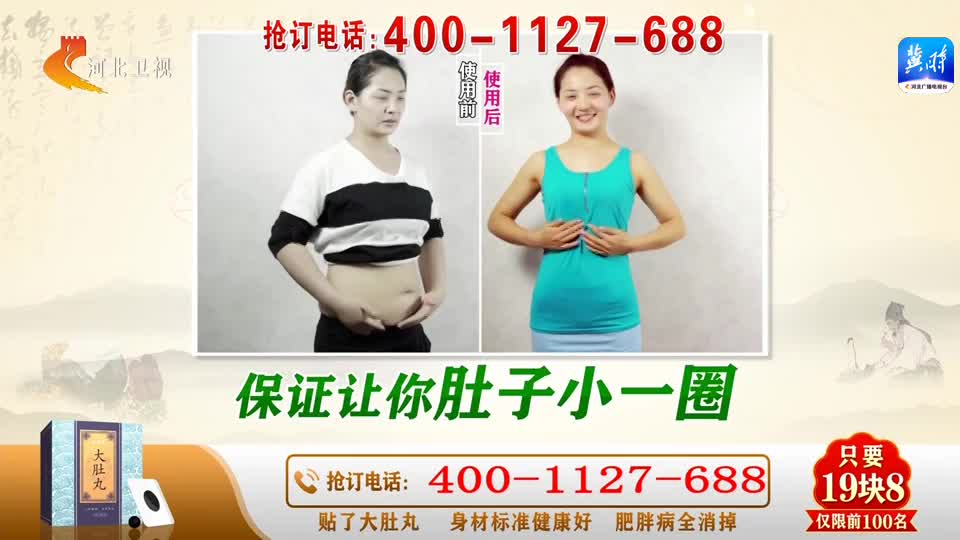 抢订电话:400-1127-688
河北卫视
冀时
河北广播电视台
使用前
使用后
保证让你肚子小一圈
大肚丸
抢订电话:400-1127-688
只要
19块8
仅限前100名
贴了大肚丸 身材标准健康好 肥胖病全消掉